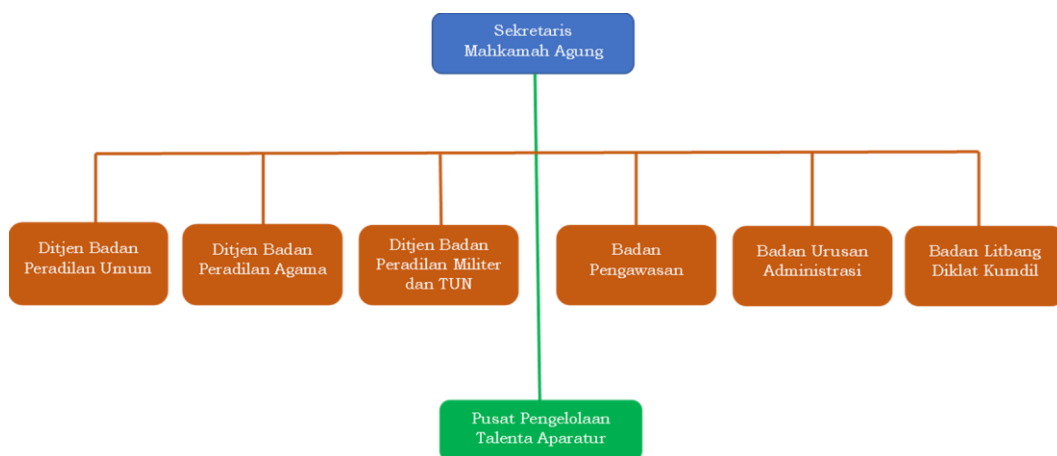 Sekretaris
Mahkamah Agung
Ditjen Badan
Peradilan Umum
Ditjen Badan
Peradilan Agama
Ditjen Badan
Peradilan Militer
dan TUN
Badan
Pengawasan
Badan Urusan
Administrasi
Badan Litbang
Diklat Kumdil
Pusat Pengelolaan
Talenta Aparatur